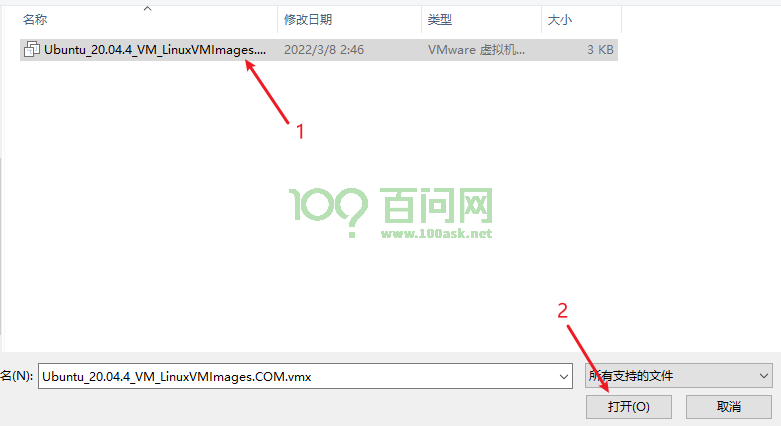 名称 修改日期 类型 大小
Ubuntu_20.04.4_VM_LinuxVMImages.... 2022/3/8 2:46 VMware 虚拟机... 3 KB
1
100? 百问网
www.100ask.net
2
名(N): Ubuntu_20.04.4_VM_LinuxVMImages.COM.vmx 所有支持的文件
打开(O) 取消